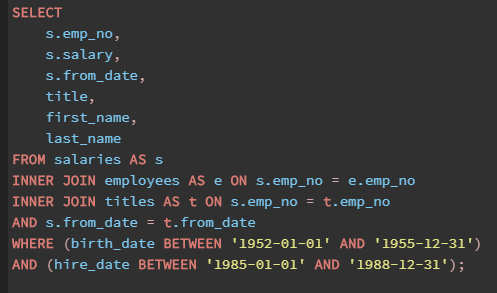 SELECT
s.emp_no,
s.salary,
s.from_date,
title,
first_name,
last_name
FROM salaries AS s
INNER JOIN employees AS e ON s.emp_no = e.emp_no
INNER JOIN titles AS t ON s.emp_no = t.emp_no
AND s.from_date = t.from_date
WHERE (birth_date BETWEEN '1952-01-01' AND '1955-12-31')
AND (hire_date BETWEEN '1985-01-01' AND '1988-12-31');